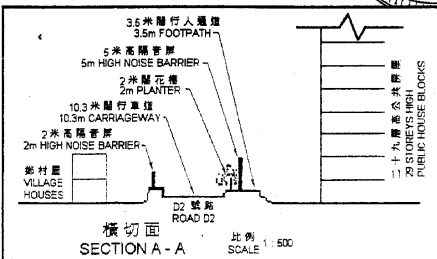 3.5 米闊行人通道
3.5m FOOTPATH
5 米高隔音屏
5m HIGH NOISE BARRIER
2 米闊花槽
2m PLANTER
10.3 米闊行車道
10.3m CARRIAGEWAY
2 米高隔音屏
2m HIGH NOISE BARRIER
鄉村屋
VILLAGE
HOUSES
D2 號路
ROAD D2
二十九層高公共房屋
29 STOREYS HIGH
PUBLIC HOUSE BLOCKS
橫切面
SECTION A - A
比例
SCALE 1 : 500